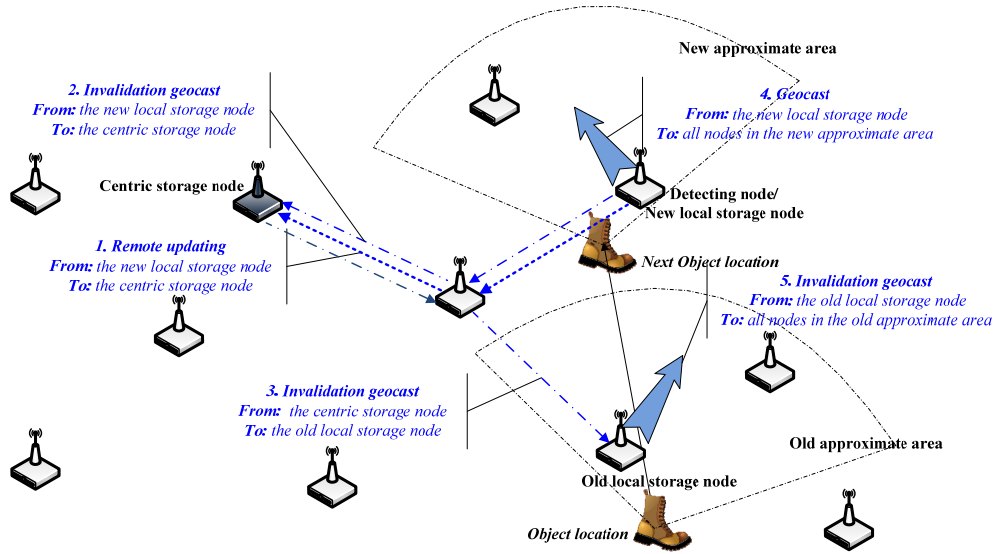 New approximate area
2. Invalidation geocast
From: the new local storage node
To: the centric storage node
4. Geocast
From: the new local storage node
To: all nodes in the new approximate area
Centric storage node
Detecting node/
New local storage node
1. Remote updating
From: the new local storage node
To: the centric storage node
Next Object location
5. Invalidation geocast
From: the old local storage node
To: all nodes in the old approximate area
3. Invalidation geocast
From: the centric storage node
To: the old local storage node
Old approximate area
Old local storage node
Object location